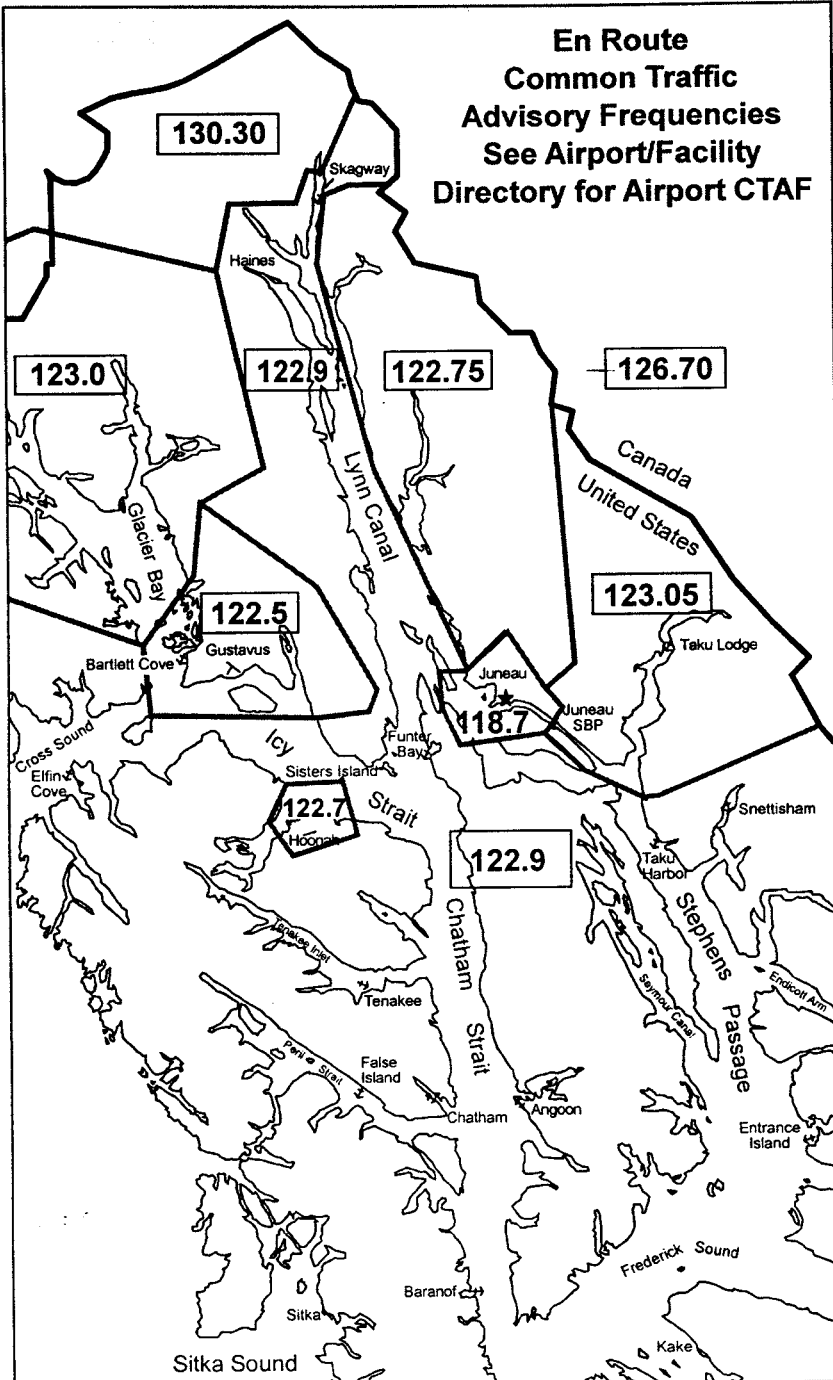 En Route
Common Traffic
Advisory Frequencies
See Airport/Facility
Directory for Airport CTAF
130.30
Skagway
Haines
123.0
122.9
122.75
126.70
Canada
United States
Lynn Canal
Glacier Bay
122.5
123.05
Taku Lodge
Bartlett Cove
Gustavus
Juneau
118.7
Juneau
SBP
Cross Sound
Icy
Strait
Funter
Bay
Elfin
Cove
Sisters Island
122.7
Hoonah
Snettisham
122.9
Taku
Harbor
Chatham
Strait
Stephens
Passage
Tenakee Inlet
Tenakee
Seymour Canal
Endicott Arm
Peril Strait
False
Island
Chatham
Angoon
Entrance
Island
Frederick Sound
Baranof
Sitka
Sitka Sound
Kake